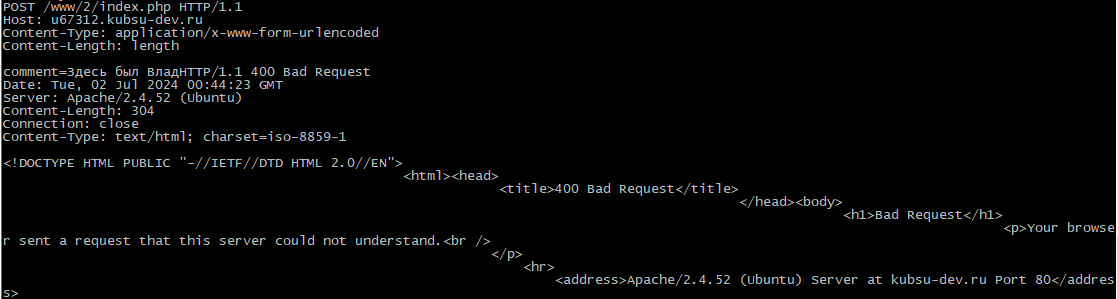 POST /www/2/index.php HTTP/1.1
Host: u67312.kubsu-dev.ru
Content-Type: application/x-www-form-urlencoded
Content-Length: length

comment=Здесь был ВладHTTP/1.1 400 Bad Request
Date: Tue, 02 Jul 2024 00:44:23 GMT
Server: Apache/2.4.52 (Ubuntu)
Content-Length: 304
Connection: close
Content-Type: text/html; charset=iso-8859-1

<!DOCTYPE HTML PUBLIC "-//IETF//DTD HTML 2.0//EN">
<html><head>
<title>400 Bad Request</title>
</head><body>
<h1>Bad Request</h1>
<p>Your browse
r sent a request that this server could not understand.<br />
</p>
<hr>
<address>Apache/2.4.52 (Ubuntu) Server at kubsu-dev.ru Port 80</addres
s>